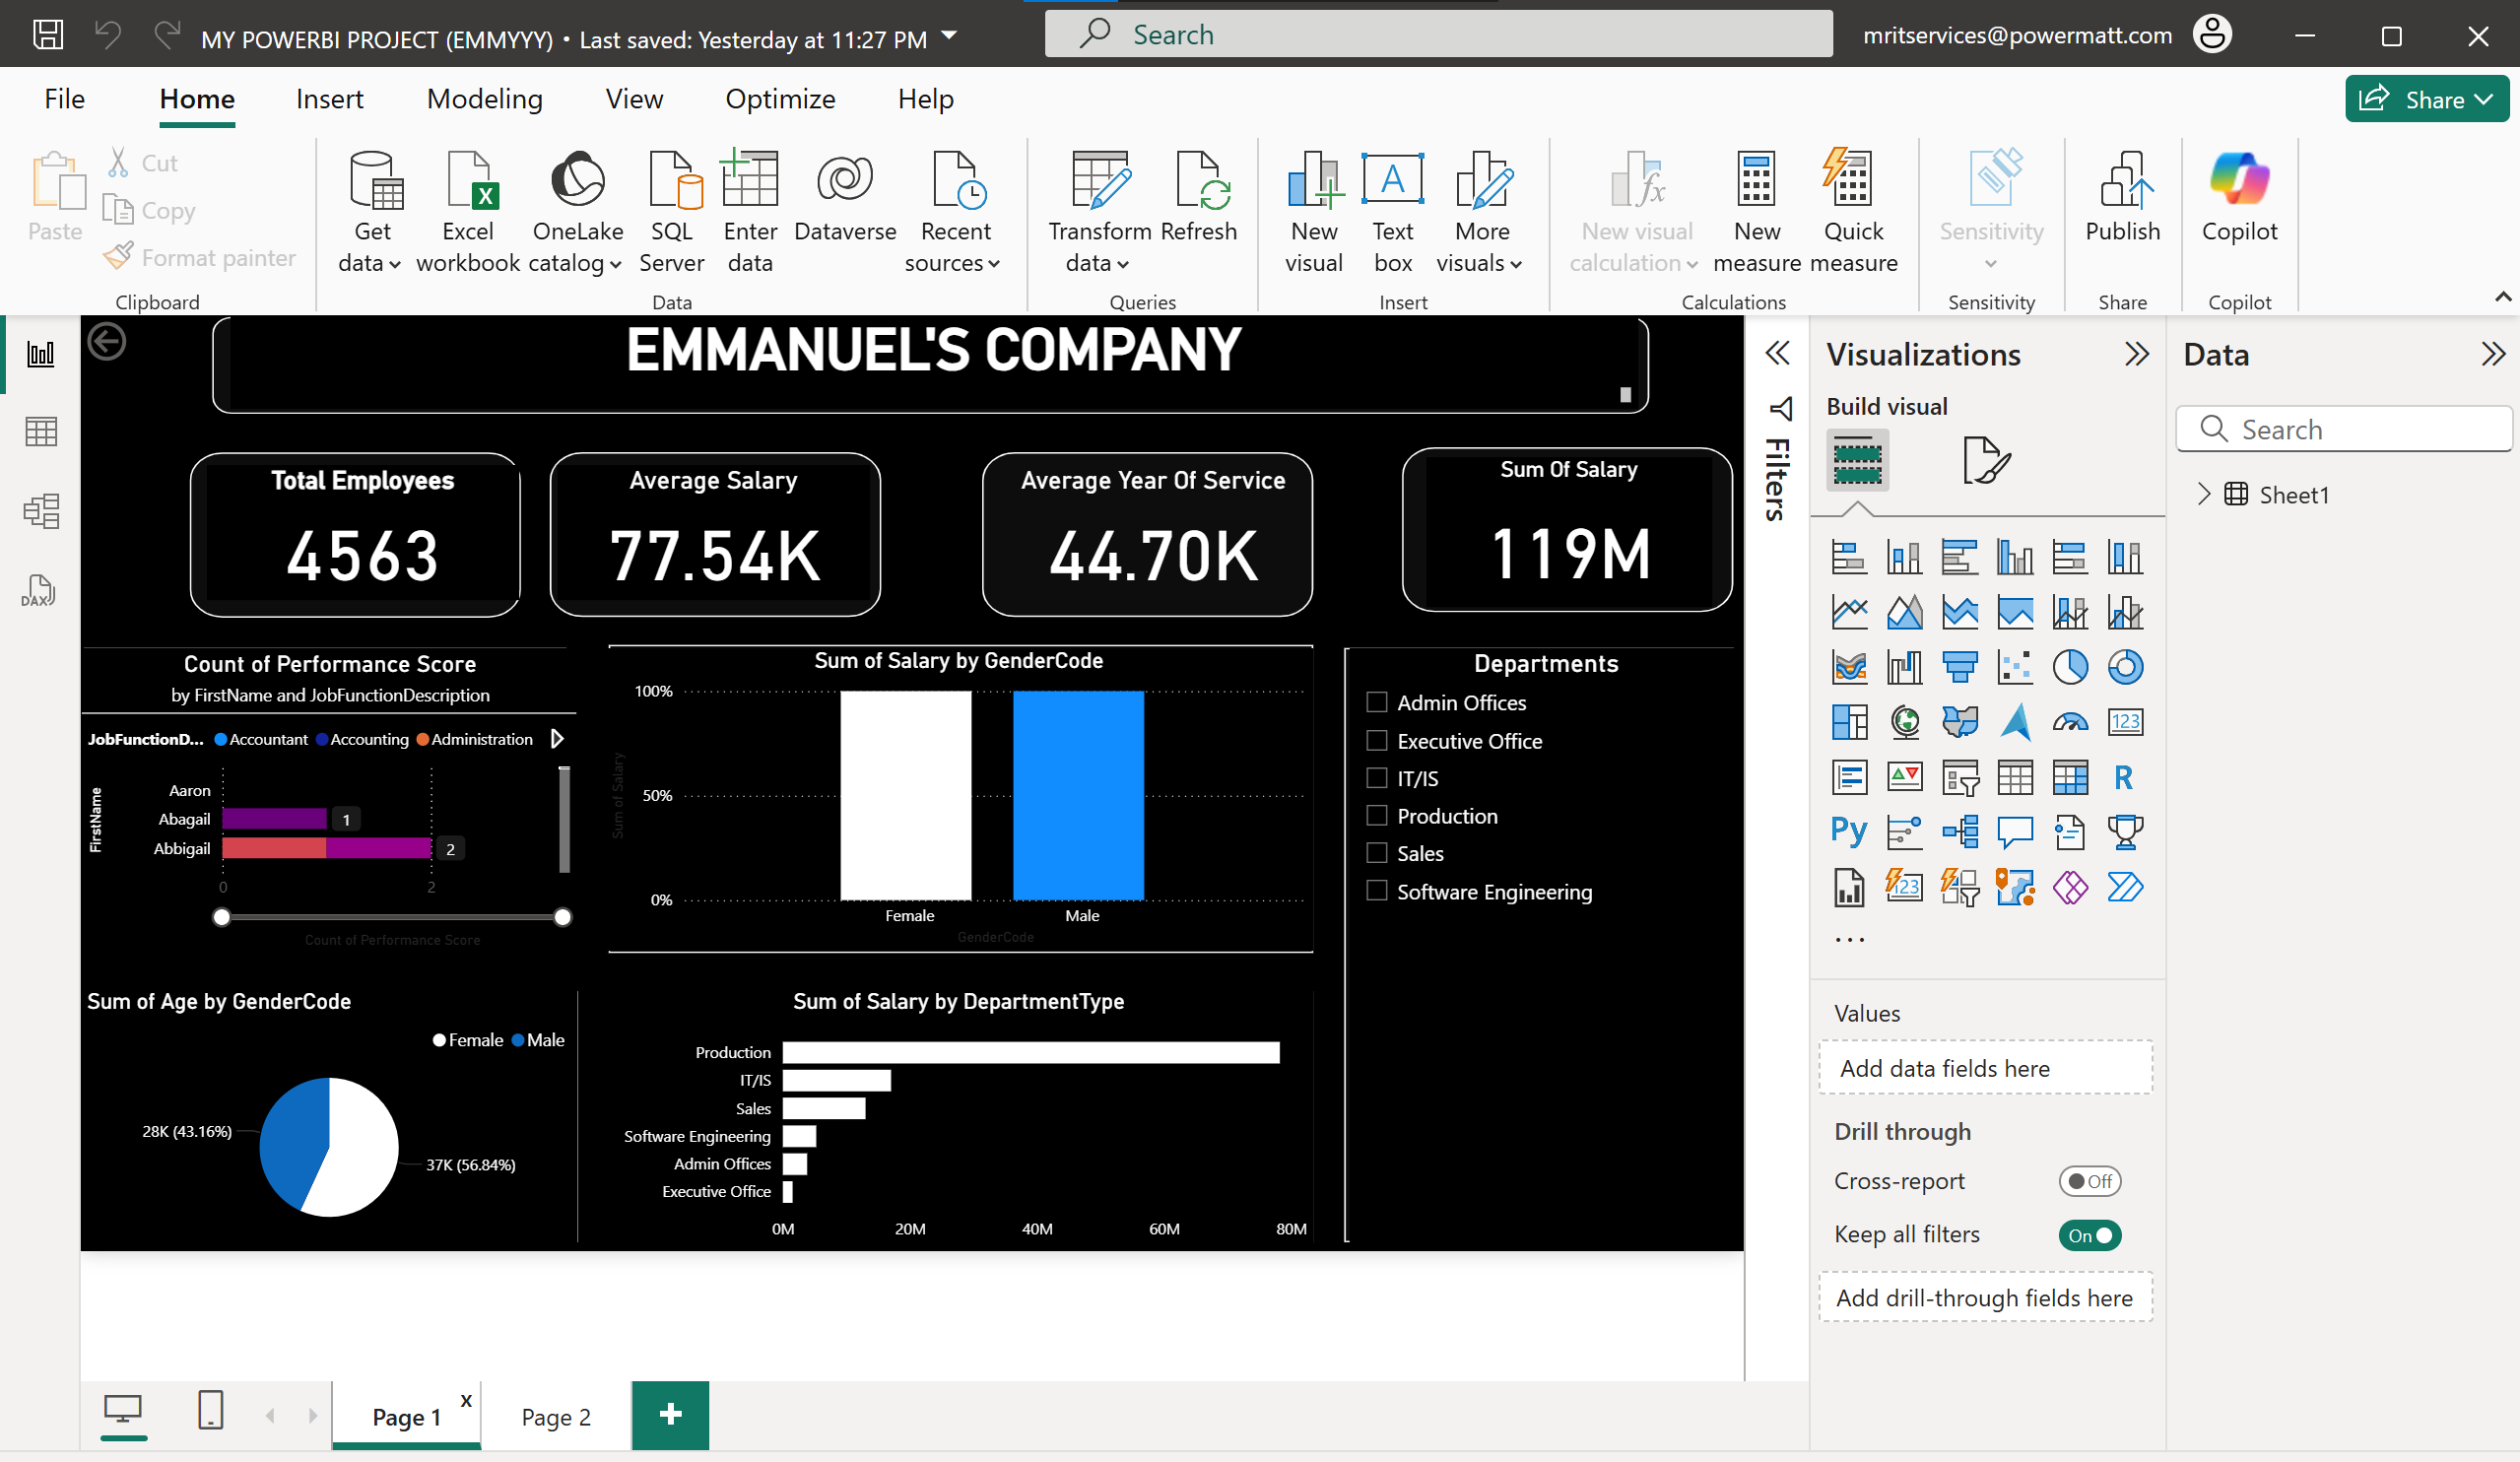 MY POWERBI PROJECT (EMMYYY) • Last saved: Yesterday at 11:27 PM
Search
mritservices@powermatt.com
File
Home
Insert
Modeling
View
Optimize
Help
Share
Paste
Cut
Copy
Format painter
Clipboard
Get data
Excel workbook
OneLake catalog
SQL Server
Enter data
Dataverse
Recent sources
Data
Transform data
Refresh
Queries
New visual
Text box
More visuals
Insert
New visual calculation
New measure
Quick measure
Calculations
Sensitivity
Sensitivity
Publish
Share
Copilot
Copilot
DAX
EMMANUEL'S COMPANY
Total Employees
4563
Average Salary
77.54K
Average Year Of Service
44.70K
Sum Of Salary
119M
Count of Performance Score
by FirstName and JobFunctionDescription
JobFunctionD...
Accountant
Accounting
Administration
FirstName
Aaron
Abagail
1
Abbigail
2
0
2
Count of Performance Score
Sum of Salary by GenderCode
Sum of Salary
100%
50%
0%
Female
Male
GenderCode
Departments
Admin Offices
Executive Office
IT/IS
Production
Sales
Software Engineering
Sum of Age by GenderCode
Female
Male
28K (43.16%)
37K (56.84%)
Sum of Salary by DepartmentType
Production
IT/IS
Sales
Software Engineering
Admin Offices
Executive Office
0M
20M
40M
60M
80M
Filters
Visualizations
Build visual
123
R
Py
123
...
Values
Add data fields here
Drill through
Cross-report
Off
Keep all filters
On
Add drill-through fields here
Data
Search
Sheet1
Page 1
x
Page 2
+